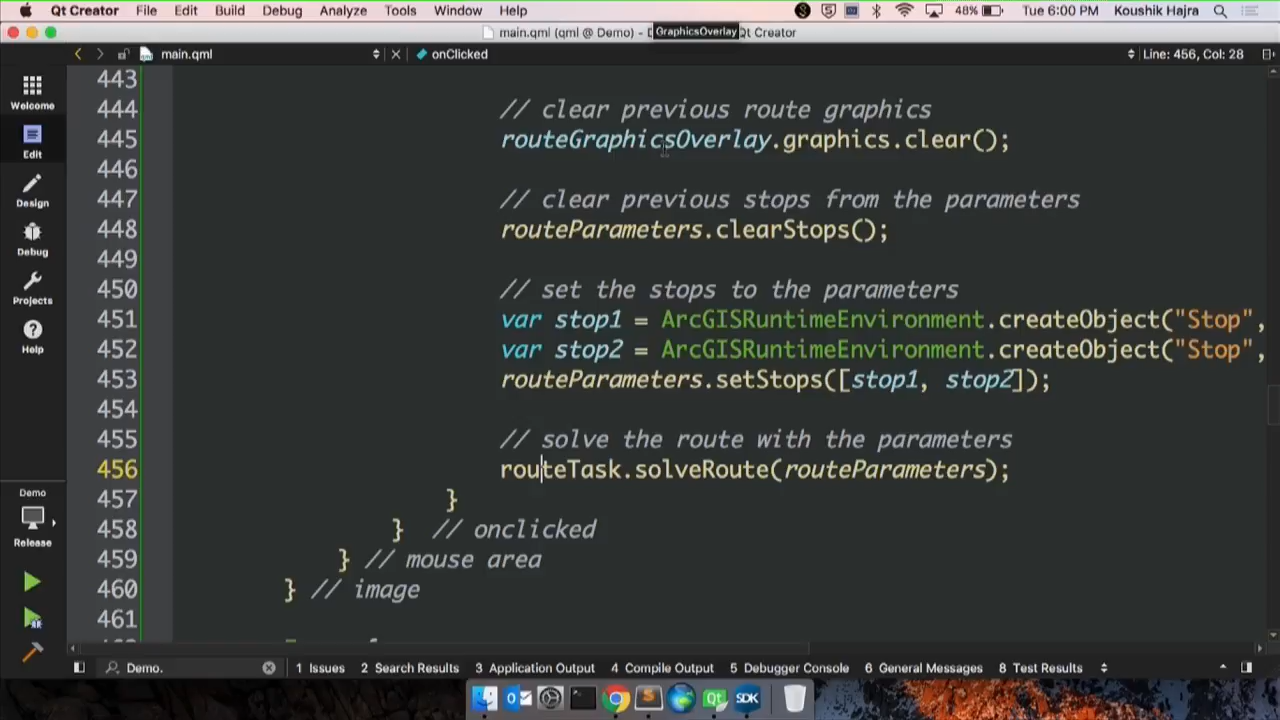 Qt Creator File Edit Build Debug Analyze Tools Window Help 5 48% Tue 6:00 PM Koushik Hajra
main.qml (qml @ Demo) - Qt Creator
GraphicsOverlay
main.qml onClicked Line: 456, Col: 28
Welcome
Edit
Design
Debug
Projects
Help
Demo
Release
443
444 // clear previous route graphics
445 routeGraphicsOverlay.graphics.clear();
446
447 // clear previous stops from the parameters
448 routeParameters.clearStops();
449
450 // set the stops to the parameters
451 var stop1 = ArcGISRuntimeEnvironment.createObject("Stop",
452 var stop2 = ArcGISRuntimeEnvironment.createObject("Stop",
453 routeParameters.setStops([stop1, stop2]);
454
455 // solve the route with the parameters
456 routeTask.solveRoute(routeParameters);
457 }
458 } // onclicked
459 } // mouse area
460 } // image
461
Demo. 1 Issues 2 Search Results 3 Application Output 4 Compile Output 5 Debugger Console 6 General Messages 8 Test Results
Qt SDK